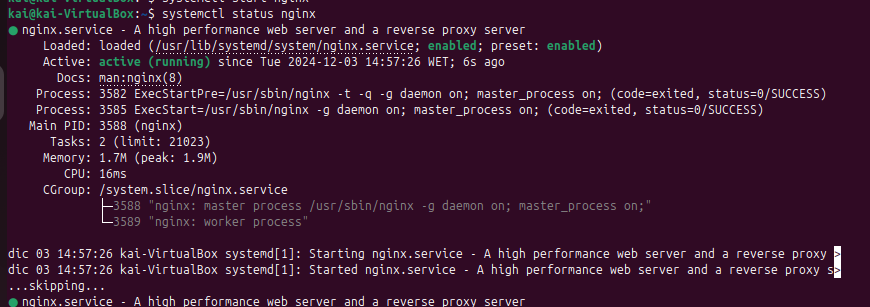 kai@kai-VirtualBox:~$ systemctl start nginx
kai@kai-VirtualBox:~$ systemctl status nginx
● nginx.service - A high performance web server and a reverse proxy server
Loaded: loaded (/usr/lib/systemd/system/nginx.service; enabled; preset: enabled)
Active: active (running) since Tue 2024-12-03 14:57:26 WET; 6s ago
Docs: man:nginx(8)
Process: 3582 ExecStartPre=/usr/sbin/nginx -t -q -g daemon on; master_process on; (code=exited, status=0/SUCCESS)
Process: 3585 ExecStart=/usr/sbin/nginx -g daemon on; master_process on; (code=exited, status=0/SUCCESS)
Main PID: 3588 (nginx)
Tasks: 2 (limit: 21023)
Memory: 1.7M (peak: 1.9M)
CPU: 16ms
CGroup: /system.slice/nginx.service
├─3588 "nginx: master process /usr/sbin/nginx -g daemon on; master_process on;"
└─3589 "nginx: worker process"
dic 03 14:57:26 kai-VirtualBox systemd[1]: Starting nginx.service - A high performance web server and a reverse proxy >
dic 03 14:57:26 kai-VirtualBox systemd[1]: Started nginx.service - A high performance web server and a reverse proxy s>
...skipping...
● nginx.service - A high performance web server and a reverse proxy server